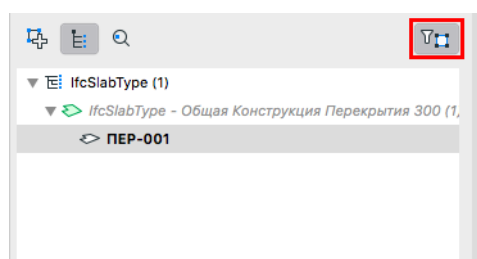 IfcSlabType (1)
IfcSlabType - Общая Конструкция Перекрытия 300 (1,
ПЕР-001